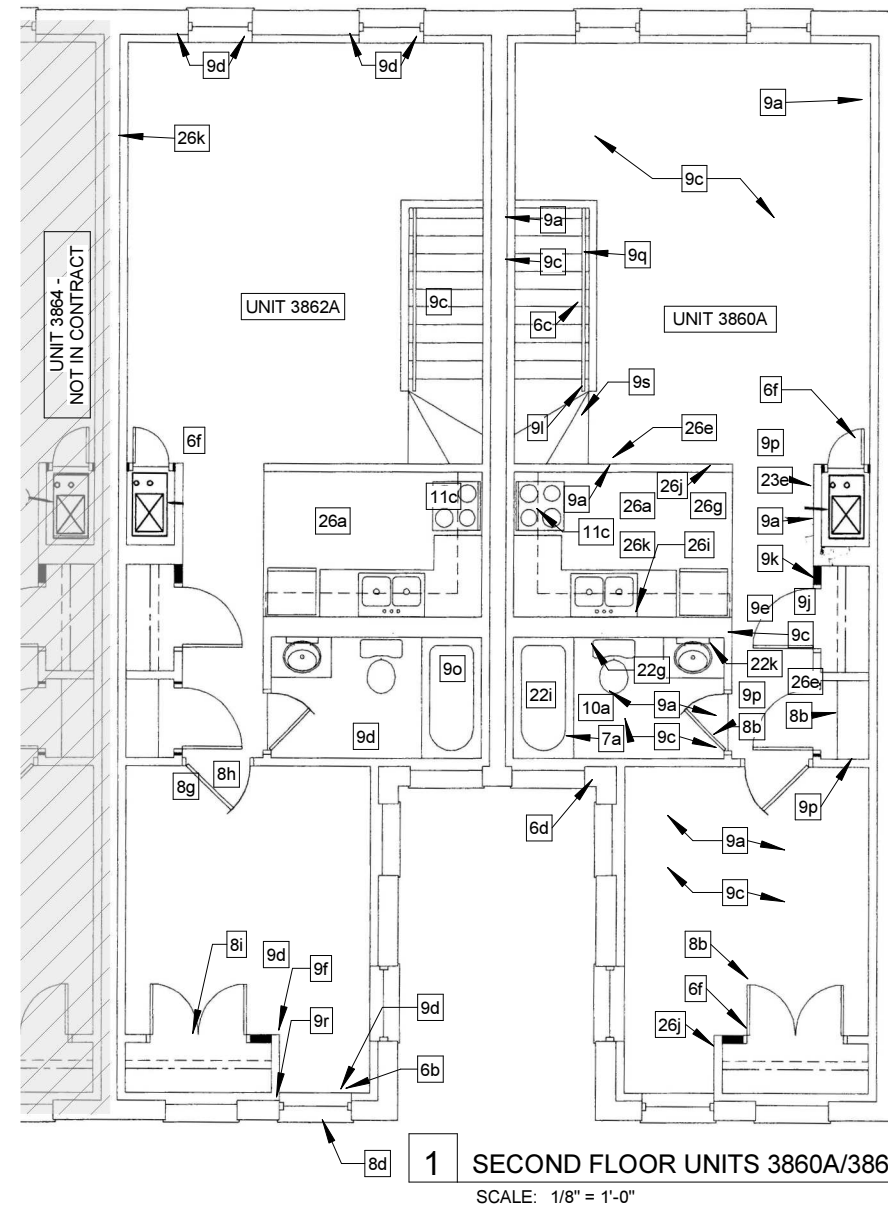 9d
9d
9a
26k
9c
9a
9c
9q
9c
6c
UNIT 3864 -
NOT IN CONTRACT
UNIT 3862A
UNIT 3860A
9s
6f
9l
26e
6f
9p
23e
26j
11c
9a
26a
26g
26a
11c
9a
26k
26i
9k
9e
9j
9c
9o
22g
22k
26e
22i
9p
9a
10a
8b
8b
9d
7a
9c
8h
8g
9p
6d
9a
9c
8i
9d
9f
8b
6f
9r
9d
26j
6b
8d
1
SECOND FLOOR UNITS 3860A/386
SCALE: 1/8" = 1'-0"